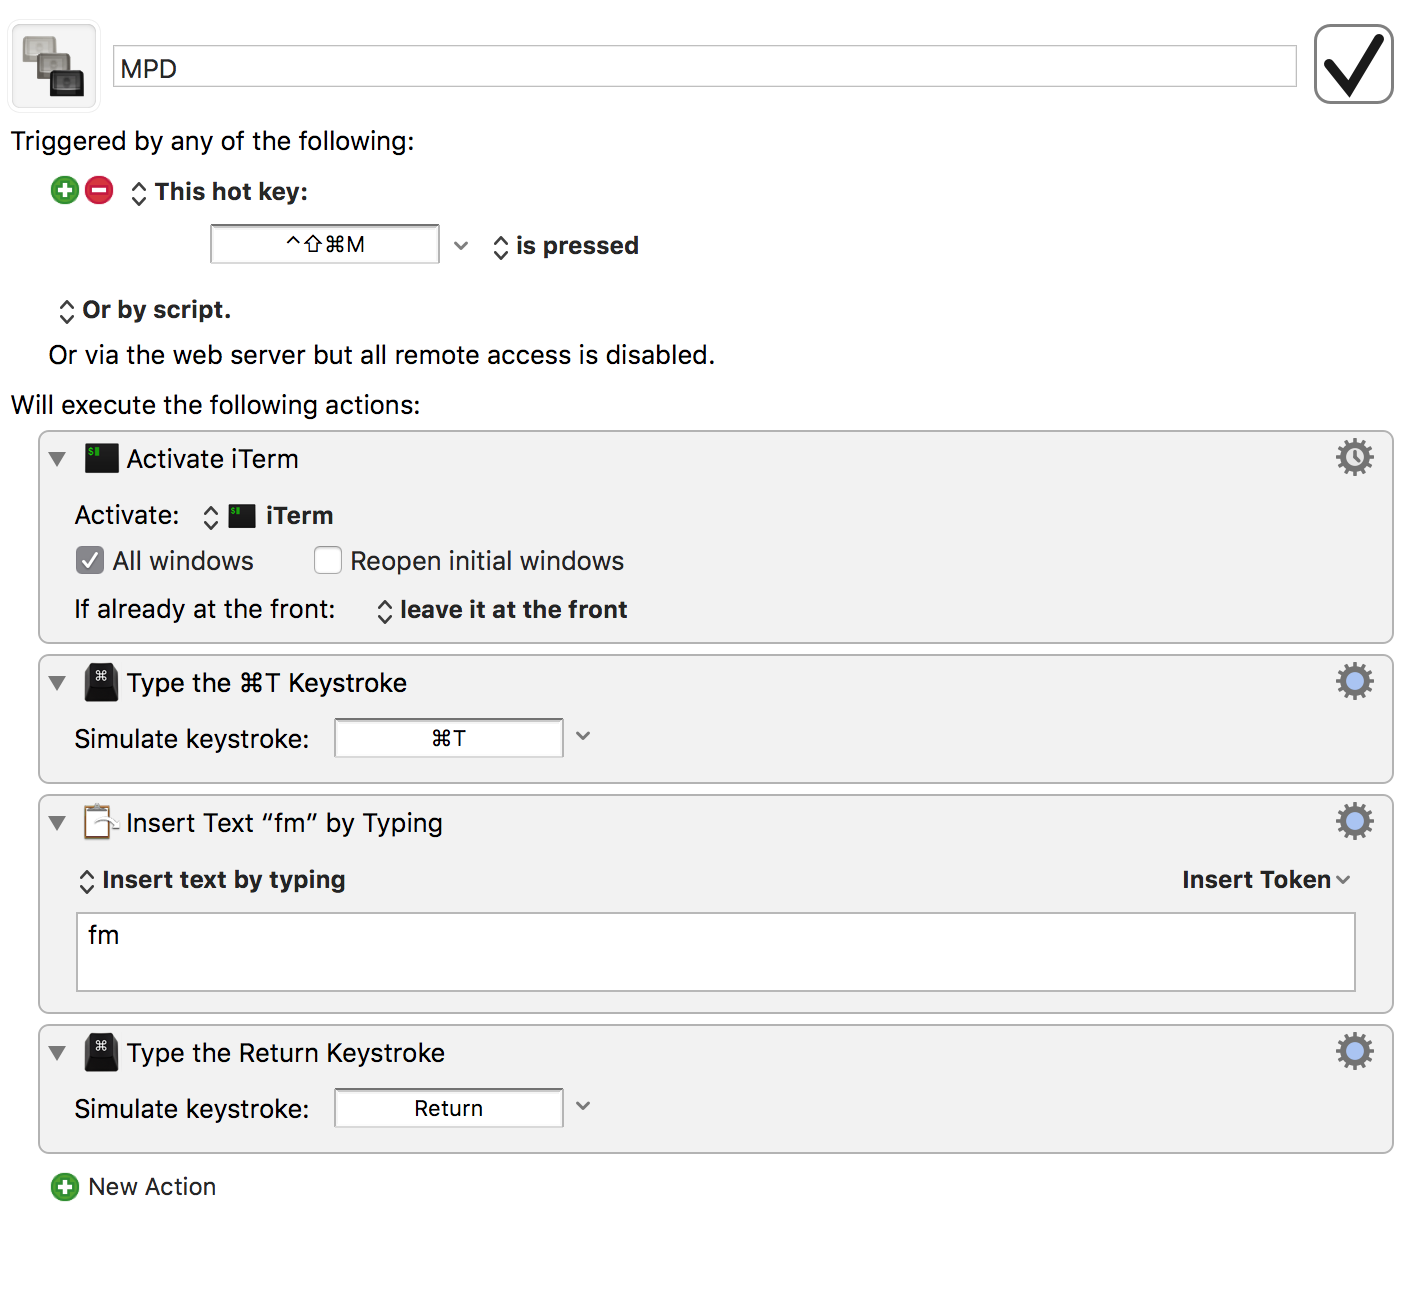 MPD
Triggered by any of the following:
This hot key:
^⇧⌘M is pressed
Or by script.
Or via the web server but all remote access is disabled.
Will execute the following actions:
$ Activate iTerm
Activate: $ iTerm
All windows Reopen initial windows
If already at the front: leave it at the front
⌘ Type the ⌘T Keystroke
Simulate keystroke: ⌘T
Insert Text “fm” by Typing
Insert text by typing Insert Token
fm
⌘ Type the Return Keystroke
Simulate keystroke: Return
New Action